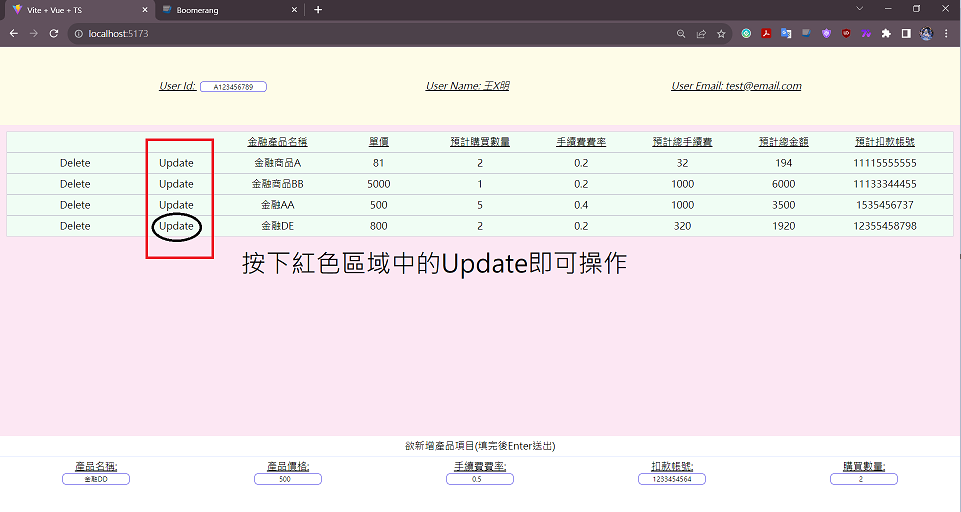 Vite + Vue + TS
Boomerang
localhost:5173
User Id: A123456789 User Name: 王X明 User Email: test@email.com
金融產品名稱 單價 預計購買數量 手續費費率 預計總手續費 預計總金額 預計扣款帳號
Delete Update 金融商品A 81 2 0.2 32 194 11115555555
Delete Update 金融商品BB 5000 1 0.2 1000 6000 11133344455
Delete Update 金融AA 500 5 0.4 1000 3500 1535456737
Delete Update 金融DE 800 2 0.2 320 1920 12355458798
按下紅色區域中的Update即可操作
欲新增產品項目(填完後Enter送出)
產品名稱: 產品價格: 手續費費率: 扣款帳號: 購買數量:
金融DD 500 0.5 1233454564 2